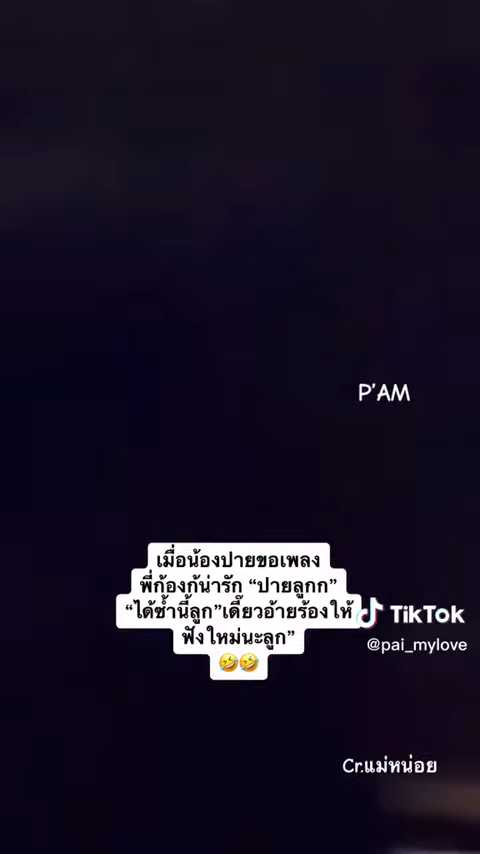 P'AM
เมื่อน้องปายขอเพลง
พี่ก้องกู้น่ารัก “ปายลูกก”
“ได้ซ้ำนี้ลูก”เดี๊ยวอ้ายร้องให้
ฟังใหม่นะลูก”
🤣🤣
TikTok
@pai_mylove
Cr.แม่หน่อย